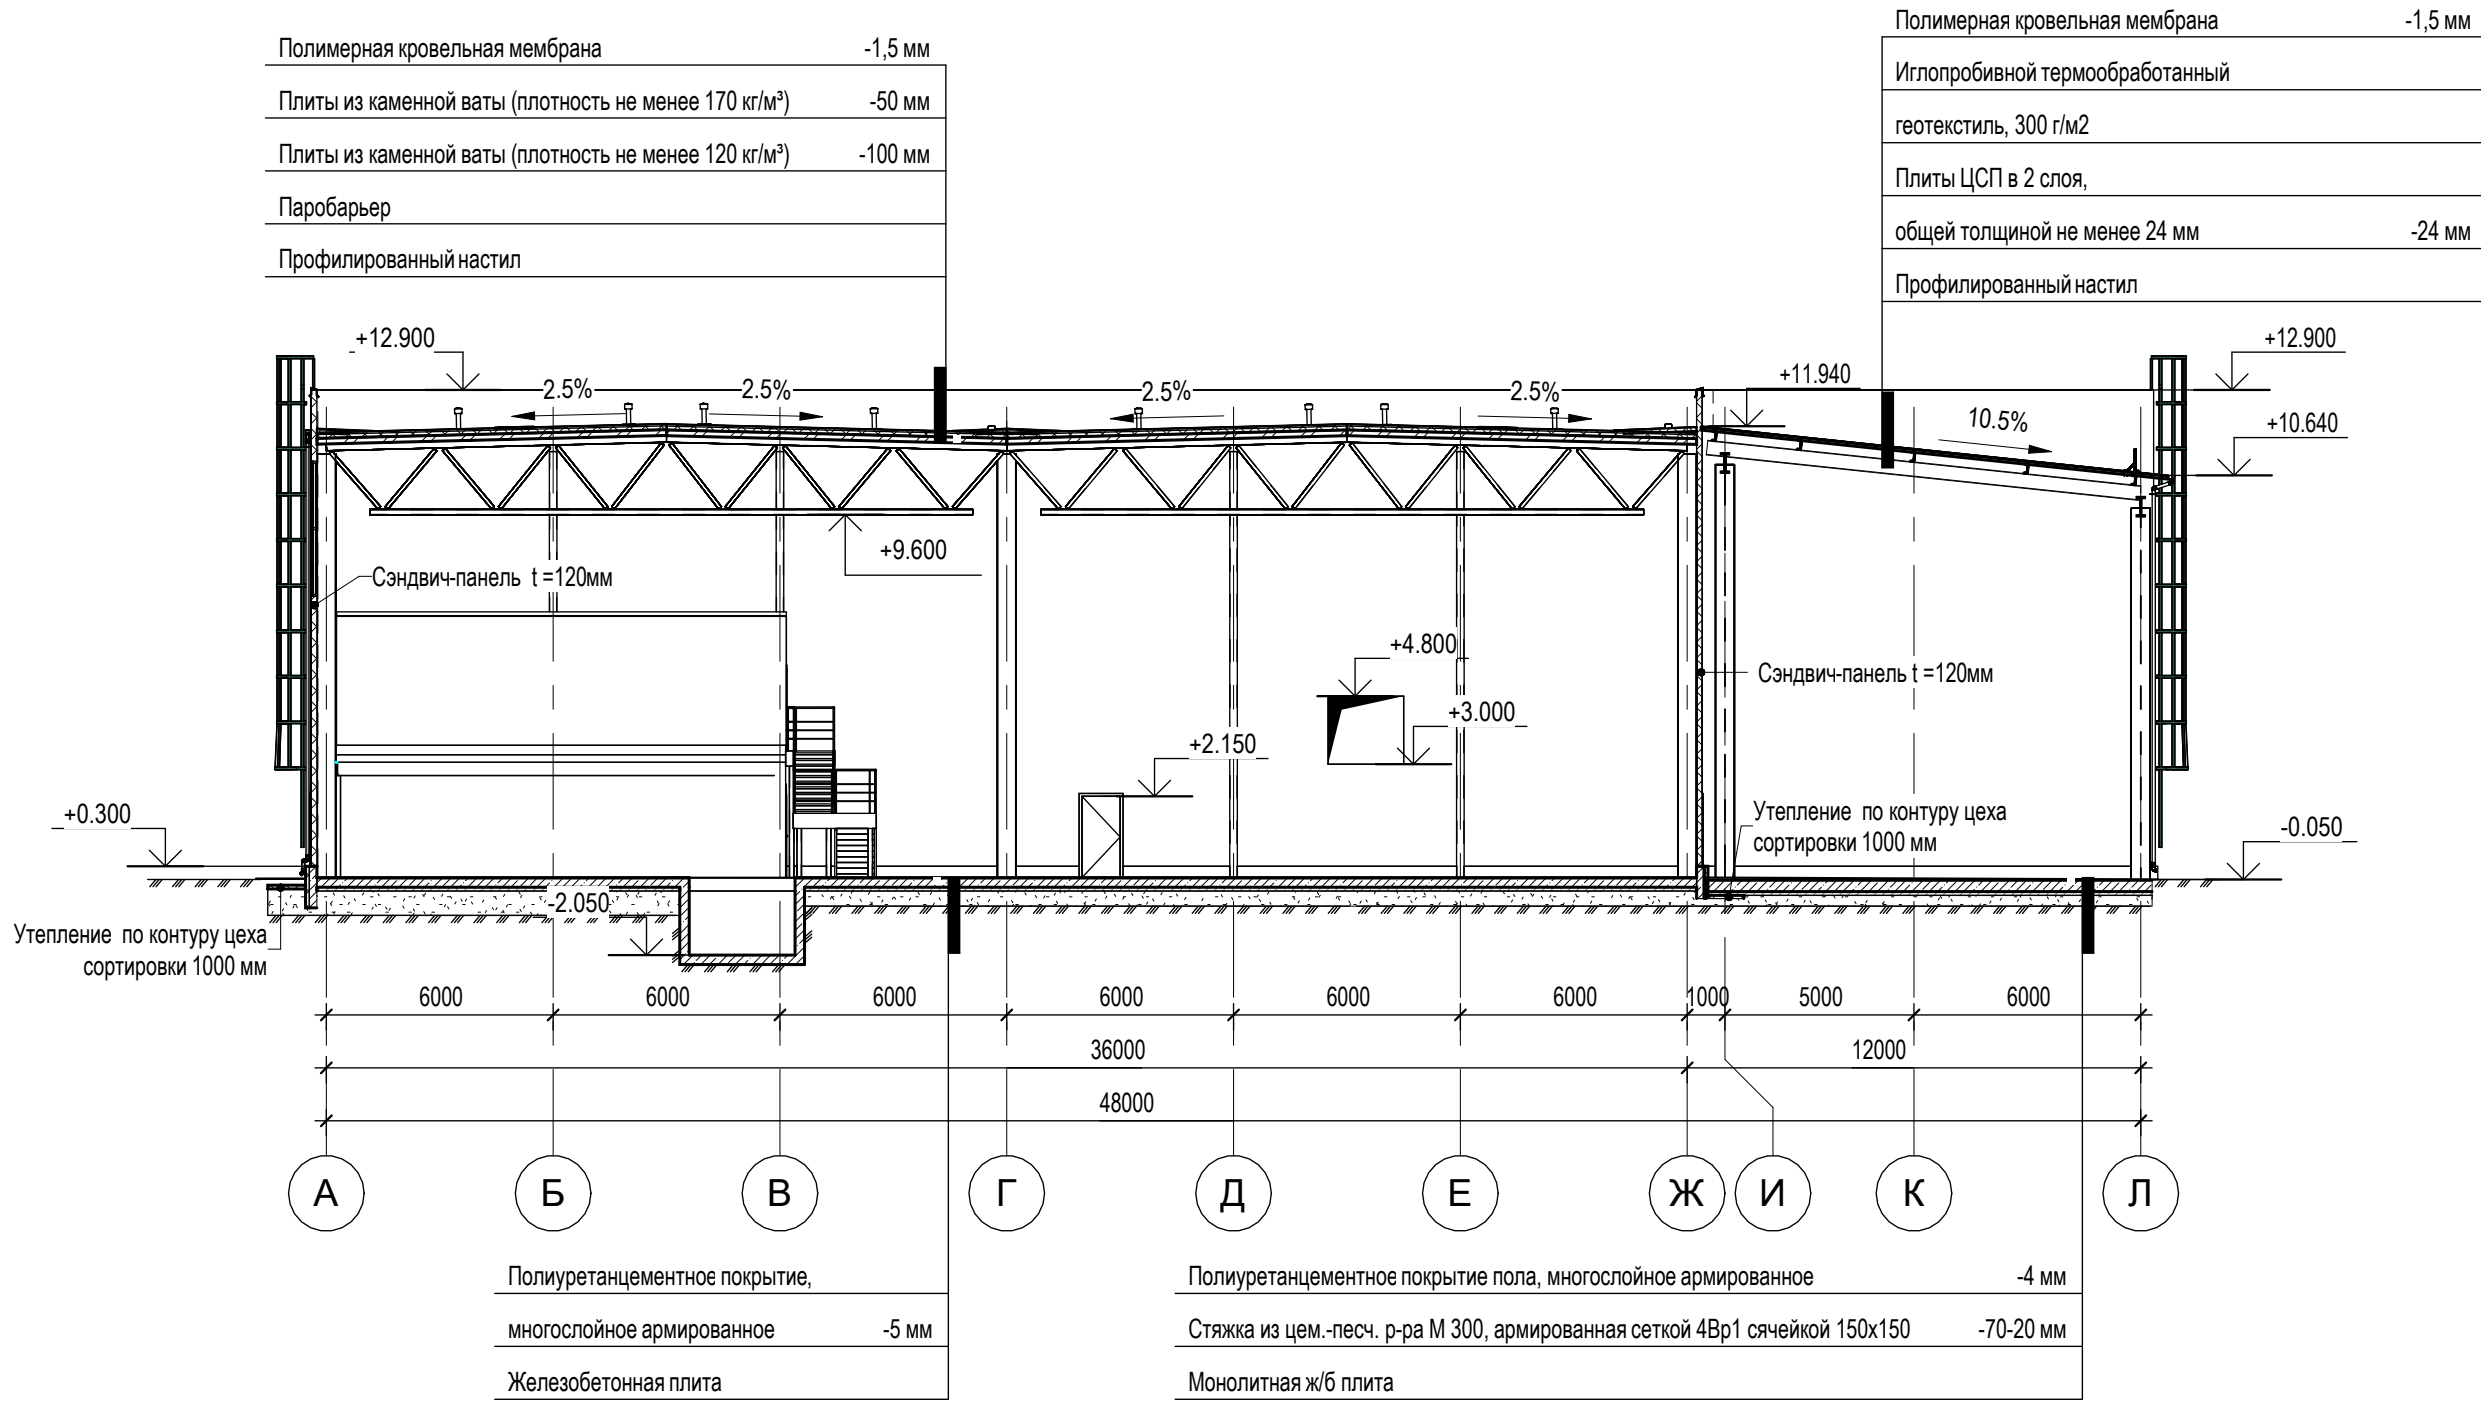 Полимерная кровельная мембрана -1,5 мм
Плиты из каменной ваты (плотность не менее 170 кг/м³) -50 мм
Плиты из каменной ваты (плотность не менее 120 кг/м³) -100 мм
Паробарьер
Профилированный настил
Полимерная кровельная мембрана -1,5 мм
Иглопробивной термообработанный
геотекстиль, 300 г/м2
Плиты ЦСП в 2 слоя,
общей толщиной не менее 24 мм -24 мм
Профилированный настил
+12.900
2.5%
2.5%
2.5%
2.5%
+11.940
10.5%
+12.900
+10.640
+9.600
Сэндвич-панель t =120мм
+4.800
+3.000
+2.150
Сэндвич-панель t =120мм
+0.300
Утепление по контуру цеха
сортировки 1000 мм
-0.050
-2.050
Утепление по контуру цеха
сортировки 1000 мм
6000 6000 6000 6000 6000 6000 1000 5000 6000
36000 12000
48000
А Б В Г Д Е Ж И К Л
Полиуретанцементное покрытие,
многослойное армированное -5 мм
Железобетонная плита
Полиуретанцементное покрытие пола, многослойное армированное -4 мм
Стяжка из цем.-песч. р-ра М 300, армированная сеткой 4Вр1 сячейкой 150х150 -70-20 мм
Монолитная ж/б плита